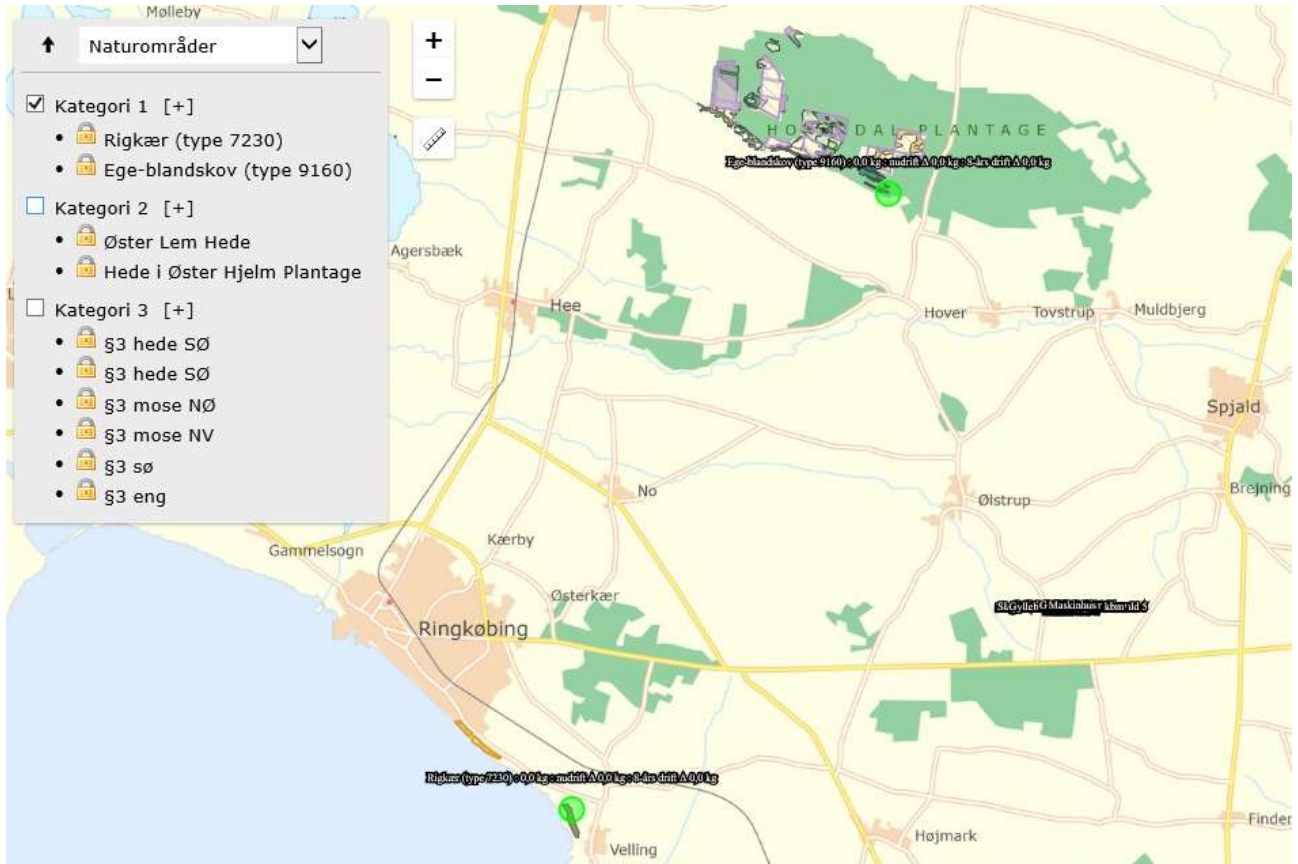 Mølleby
Naturområder
+
−
Kategori 1 [+]
Rigkær (type 7230)
Ege-blandskov (type 9160)
Kategori 2 [+]
Øster Lem Hede
Hede i Øster Hjelm Plantage
Kategori 3 [+]
§3 hede SØ
§3 hede SØ
§3 mose NØ
§3 mose NV
§3 sø
§3 eng
DAL PLANTAGE
Ege-blandskov (type 9160) : 0,0 kg : nudrift Δ 0,0 kg : 8-års drift Δ 0,0 kg
Agersbæk
Hee
Hover
Tovstrup
Muldbjerg
Spjald
No
Ølstrup
Brejning
Gammelsogn
Kærby
Østerkær
Maskinhus
Ringkøbing
Rigkær (type 7230) : 0,0 kg : nudrift Δ 0,0 kg : 8-års drift Δ 0,0 kg
Velling
Højmark
Finder